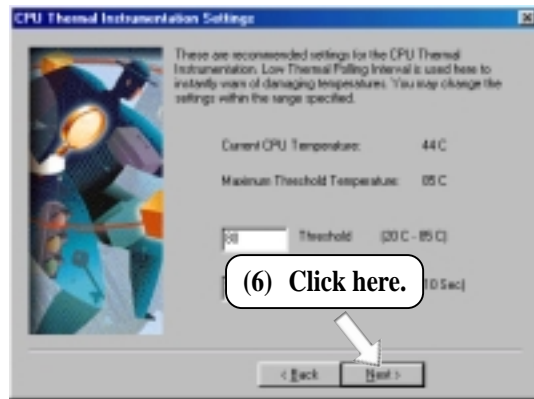 CPU Thermal Instrumentation Settings
These are recommended settings for the CPU Thermal
Instrumentation. Low Thermal Polling Interval is used here to
instantly warn of damaging temperatures. You may change the
settings within the range specified.
Current CPU Temperature: 44 C
Maximum Threshold Temperature: 85 C
Threshold (20 C - 85 C)
(6) Click here.
10 Sec)
< Back Next >